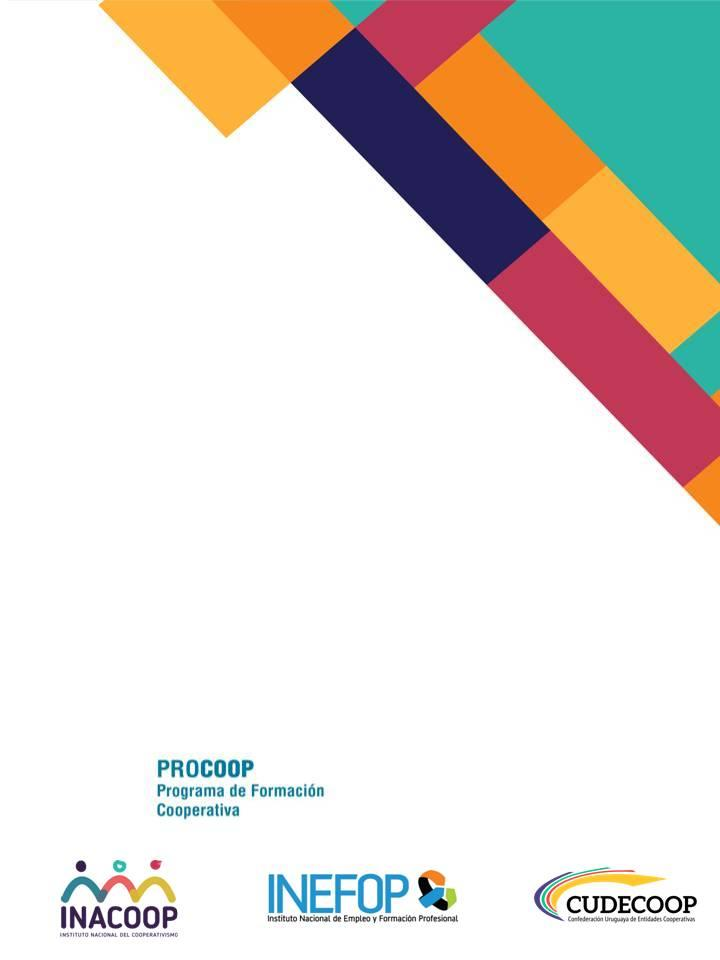 PROCOOP
Programa de Formación
Cooperativa
INACOOP
INSTITUTO NACIONAL DEL COOPERATIVISMO
INEFOP
Instituto Nacional de Empleo y Formación Profesional
CUDECOOP
Confederación Uruguaya de Entidades Cooperativas